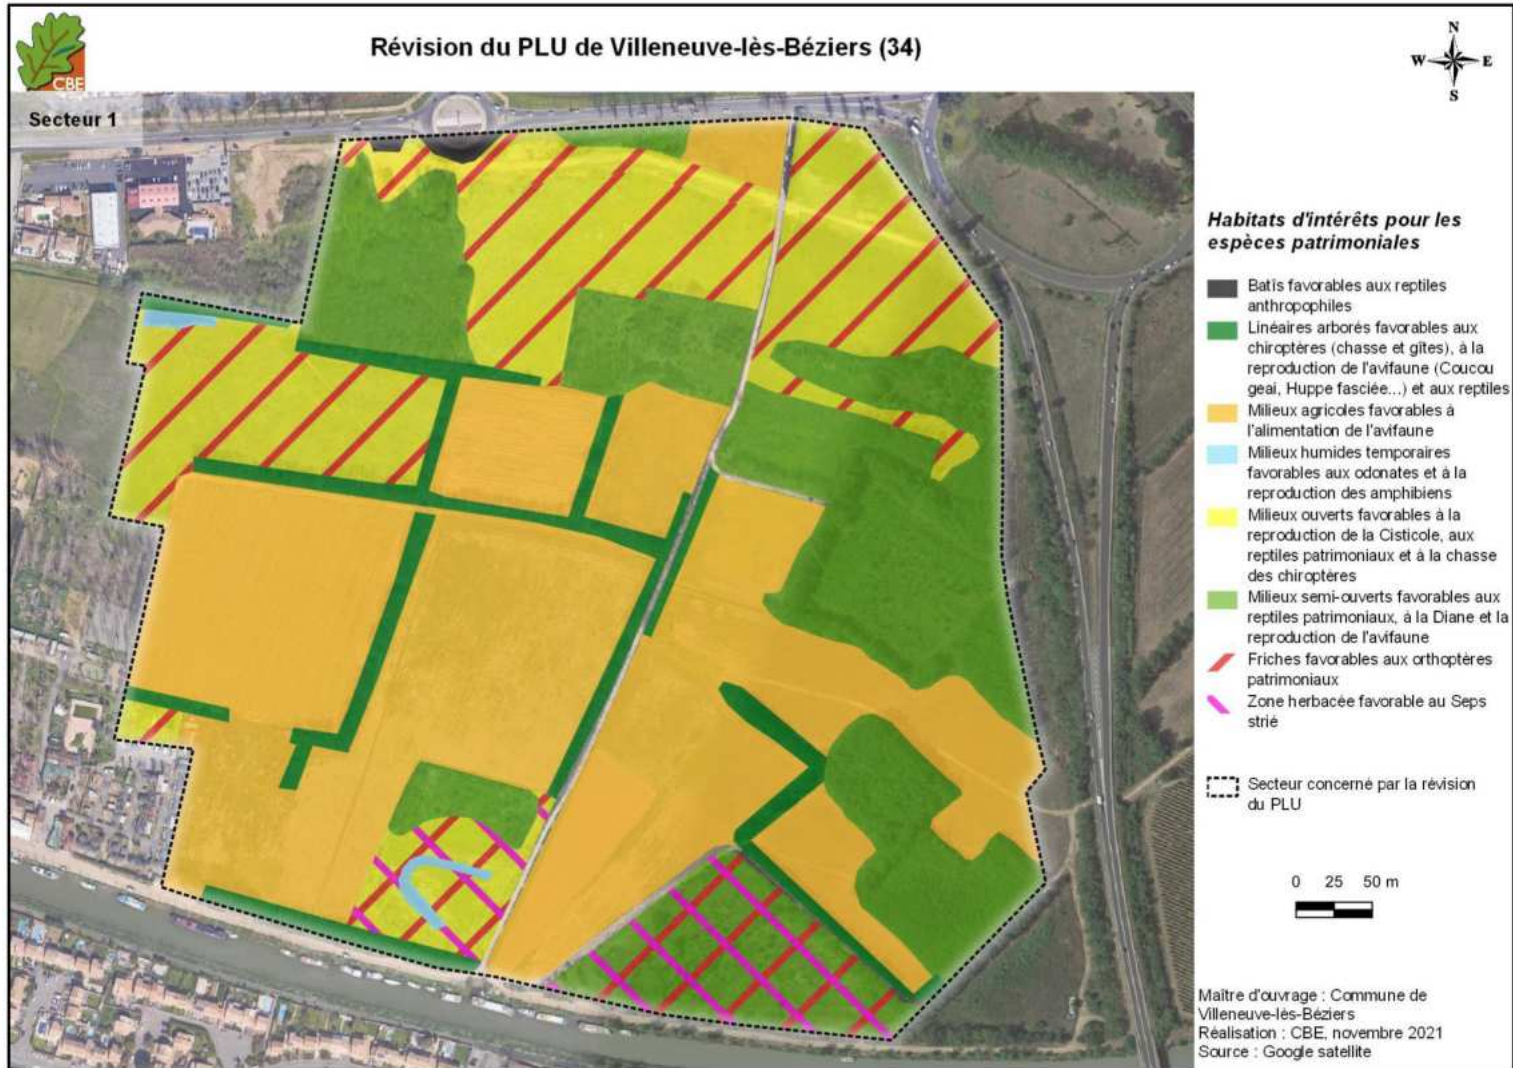 CBE
Révision du PLU de Villeneuve-lès-Béziers (34)
N
W
E
S
Secteur 1
Habitats d'intérêts pour les
espèces patrimoniales
Batîs favorables aux reptiles
anthropophiles
Linéaires arborés favorables aux
chiroptères (chasse et gîtes), à la
reproduction de l'avifaune (Coucou
geai, Huppe fasciée...) et aux reptiles
Milieux agricoles favorables à
l'alimentation de l'avifaune
Milieux humides temporaires
favorables aux odonates et à la
reproduction des amphibiens
Milieux ouverts favorables à la
reproduction de la Cisticole, aux
reptiles patrimoniaux et à la chasse
des chiroptères
Milieux semi-ouverts favorables aux
reptiles patrimoniaux, à la Diane et la
reproduction de l'avifaune
Friches favorables aux orthoptères
patrimoniaux
Zone herbacée favorable au Seps
strié
Secteur concerné par la révision
du PLU
0 25 50 m
Maître d'ouvrage : Commune de
Villeneuve-lès-Béziers
Réalisation : CBE, novembre 2021
Source : Google satellite